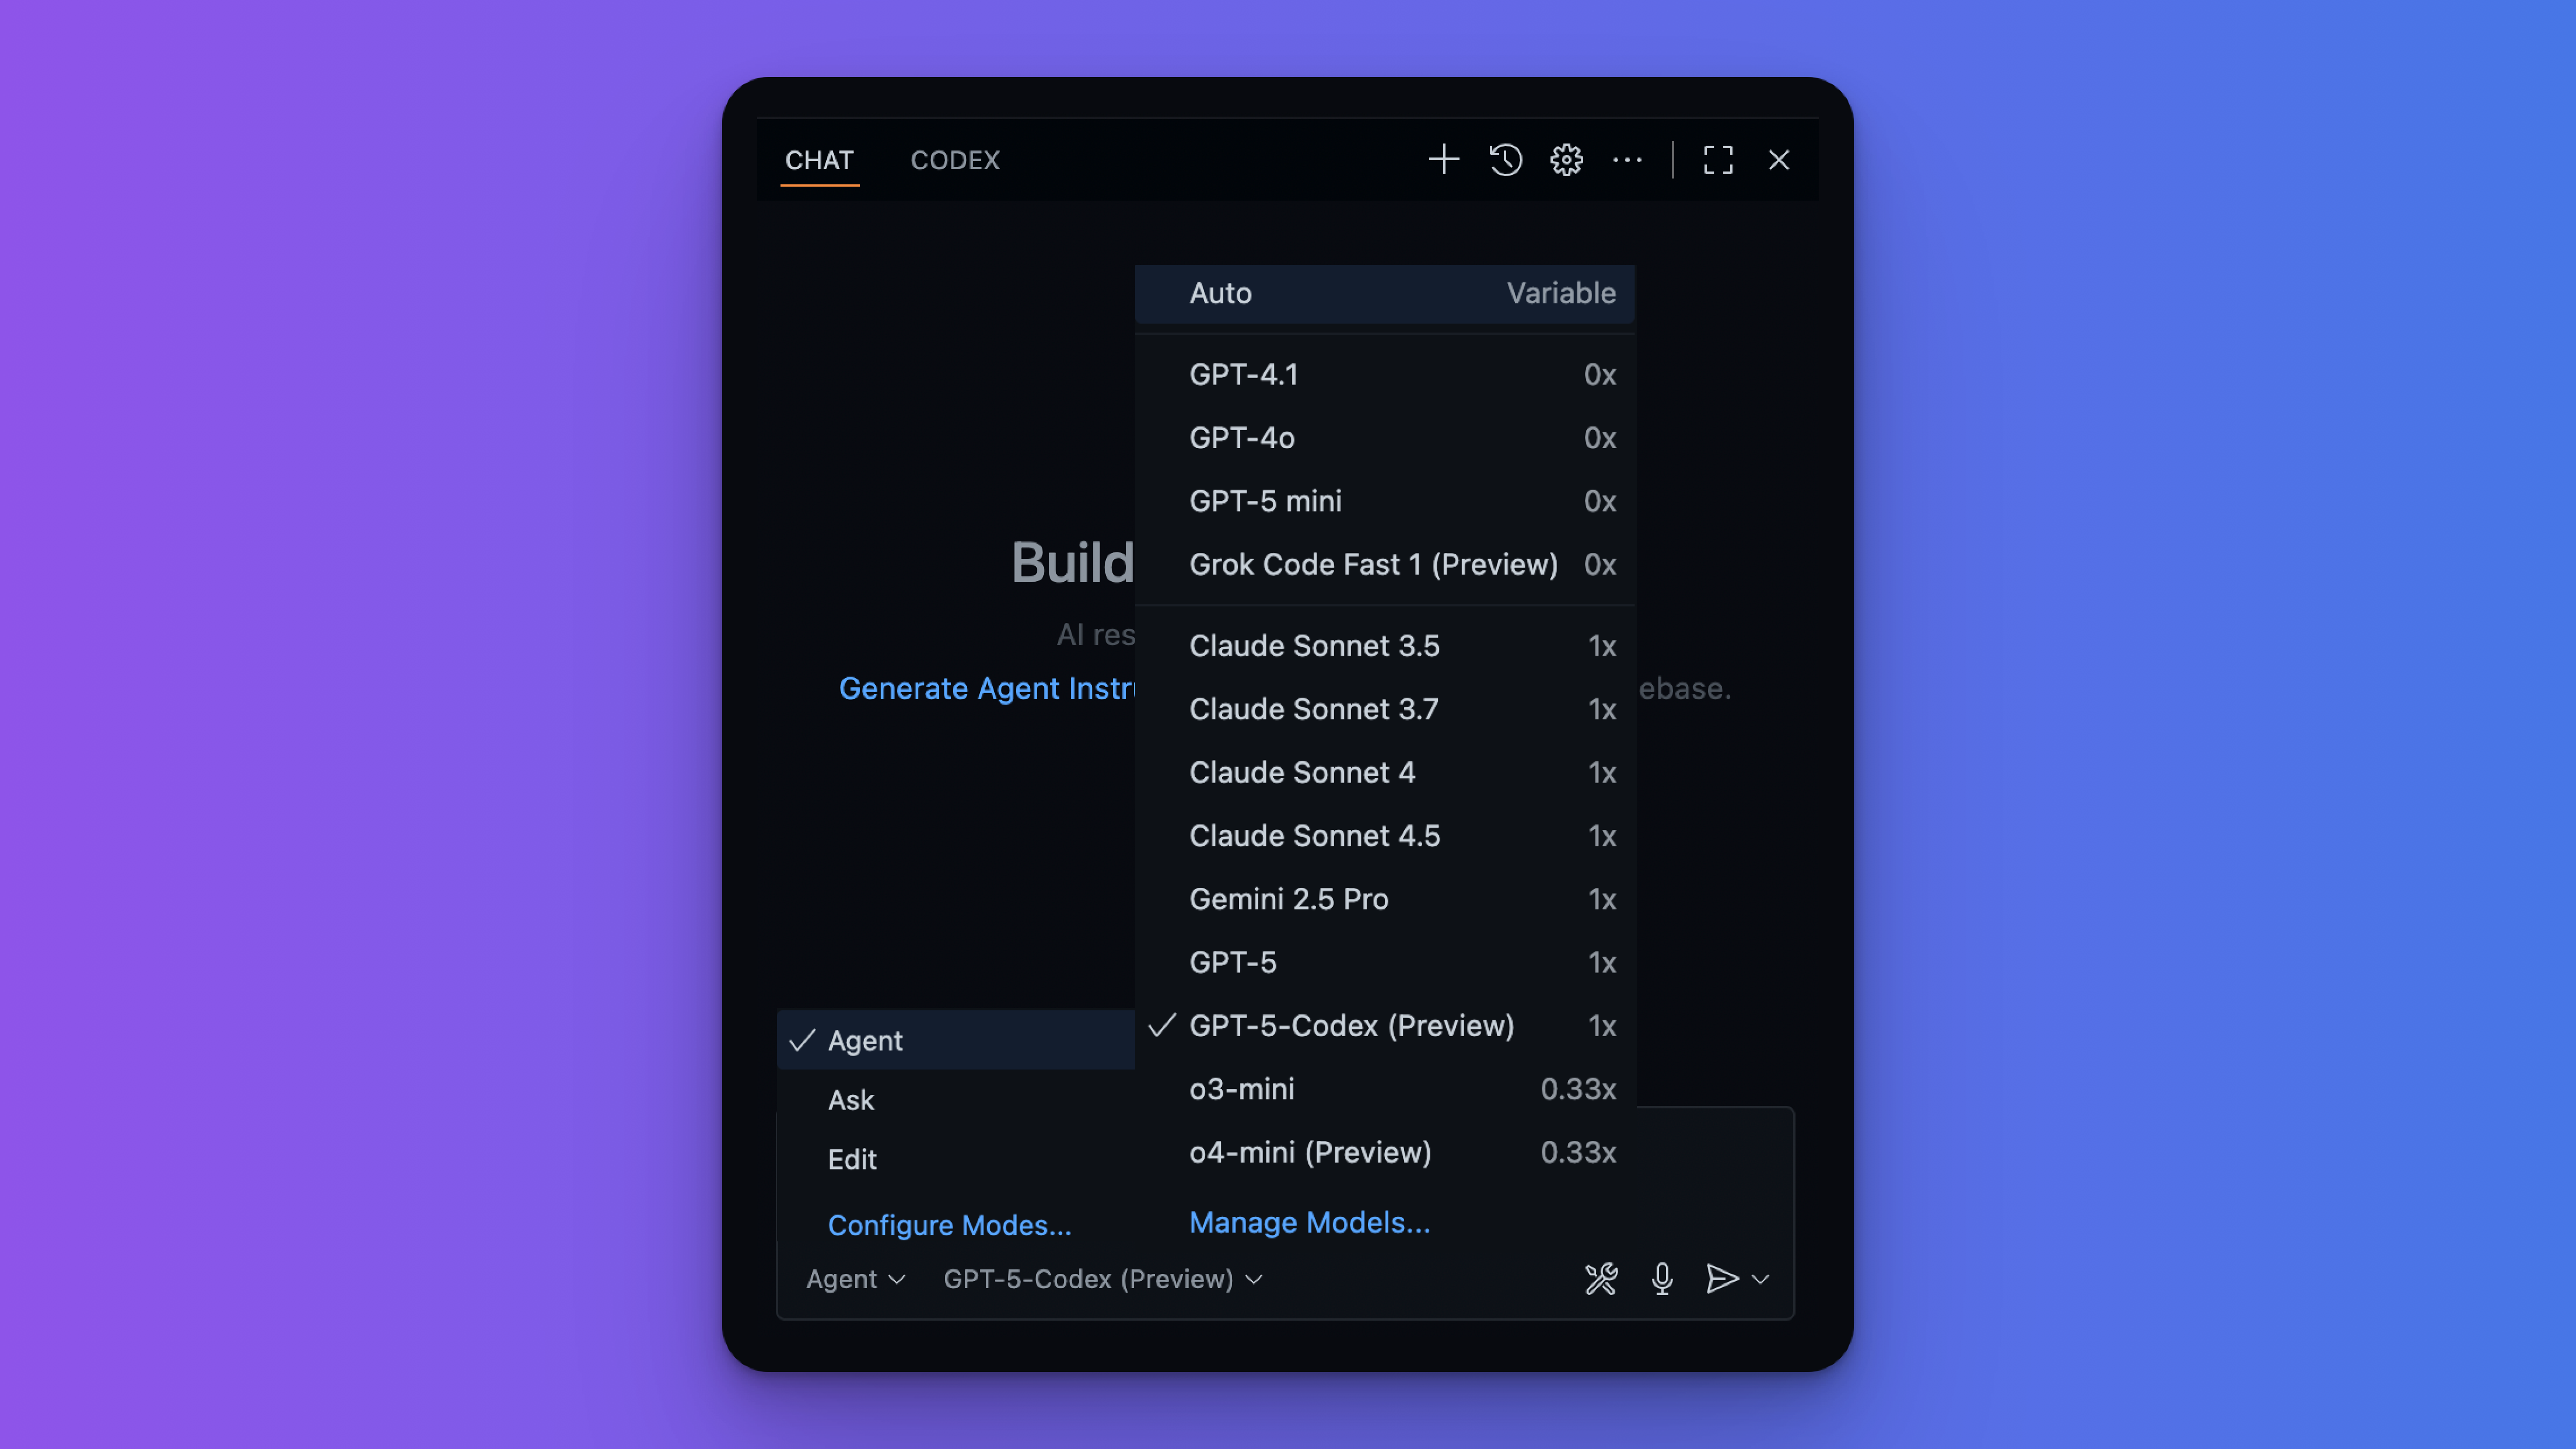 CHAT CODEX
Auto Variable
GPT-4.1 0x
GPT-4o 0x
GPT-5 mini 0x
Grok Code Fast 1 (Preview) 0x
Build
AI res
Claude Sonnet 3.5 1x
Generate Agent Instru ebase.
Claude Sonnet 3.7 1x
Claude Sonnet 4 1x
Claude Sonnet 4.5 1x
Gemini 2.5 Pro 1x
GPT-5 1x
GPT-5-Codex (Preview) 1x
o3-mini 0.33x
o4-mini (Preview) 0.33x
Manage Models...
Agent
Ask
Edit
Configure Modes...
Agent GPT-5-Codex (Preview)